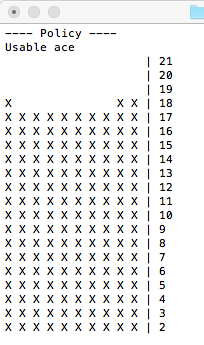 ---- Policy ----
Usable ace
                    | 21
                    | 20
                    | 19
X               X X | 18
X X X X X X X X X X | 17
X X X X X X X X X X | 16
X X X X X X X X X X | 15
X X X X X X X X X X | 14
X X X X X X X X X X | 13
X X X X X X X X X X | 12
X X X X X X X X X X | 11
X X X X X X X X X X | 10
X X X X X X X X X X | 9
X X X X X X X X X X | 8
X X X X X X X X X X | 7
X X X X X X X X X X | 6
X X X X X X X X X X | 5
X X X X X X X X X X | 4
X X X X X X X X X X | 3
X X X X X X X X X X | 2